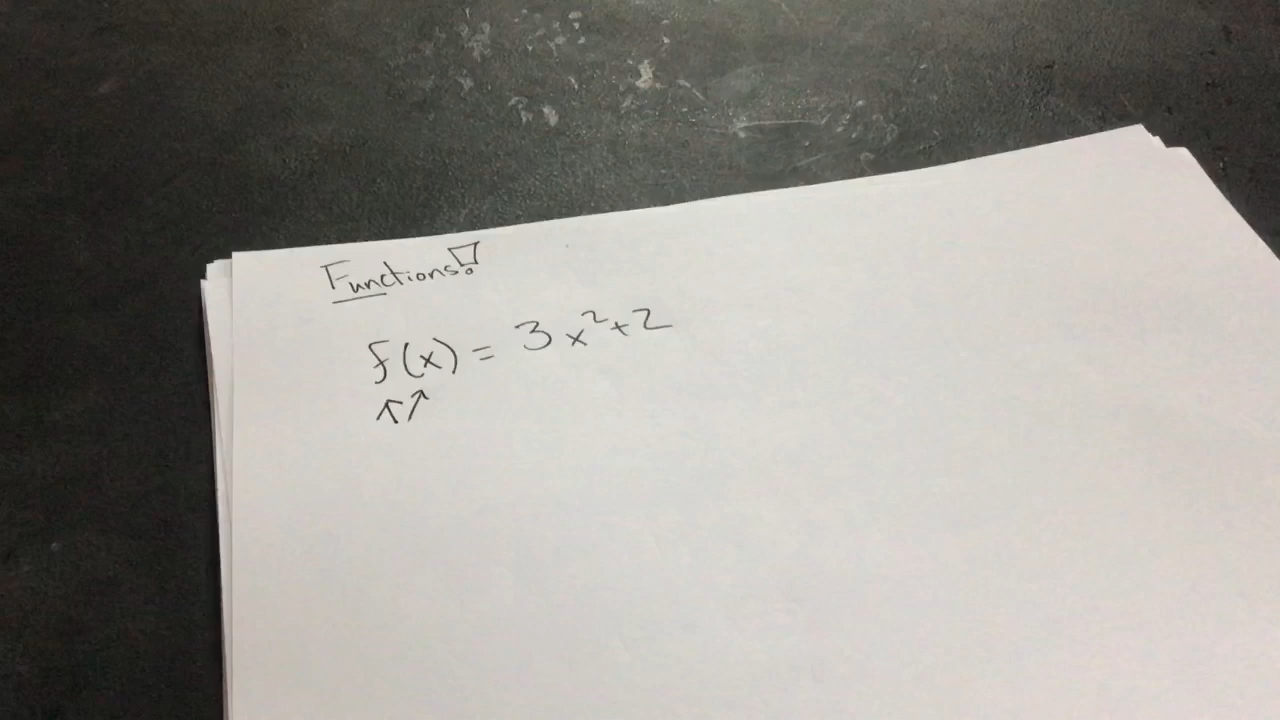 Functions!
f(x) = 3x²+2
↑↗